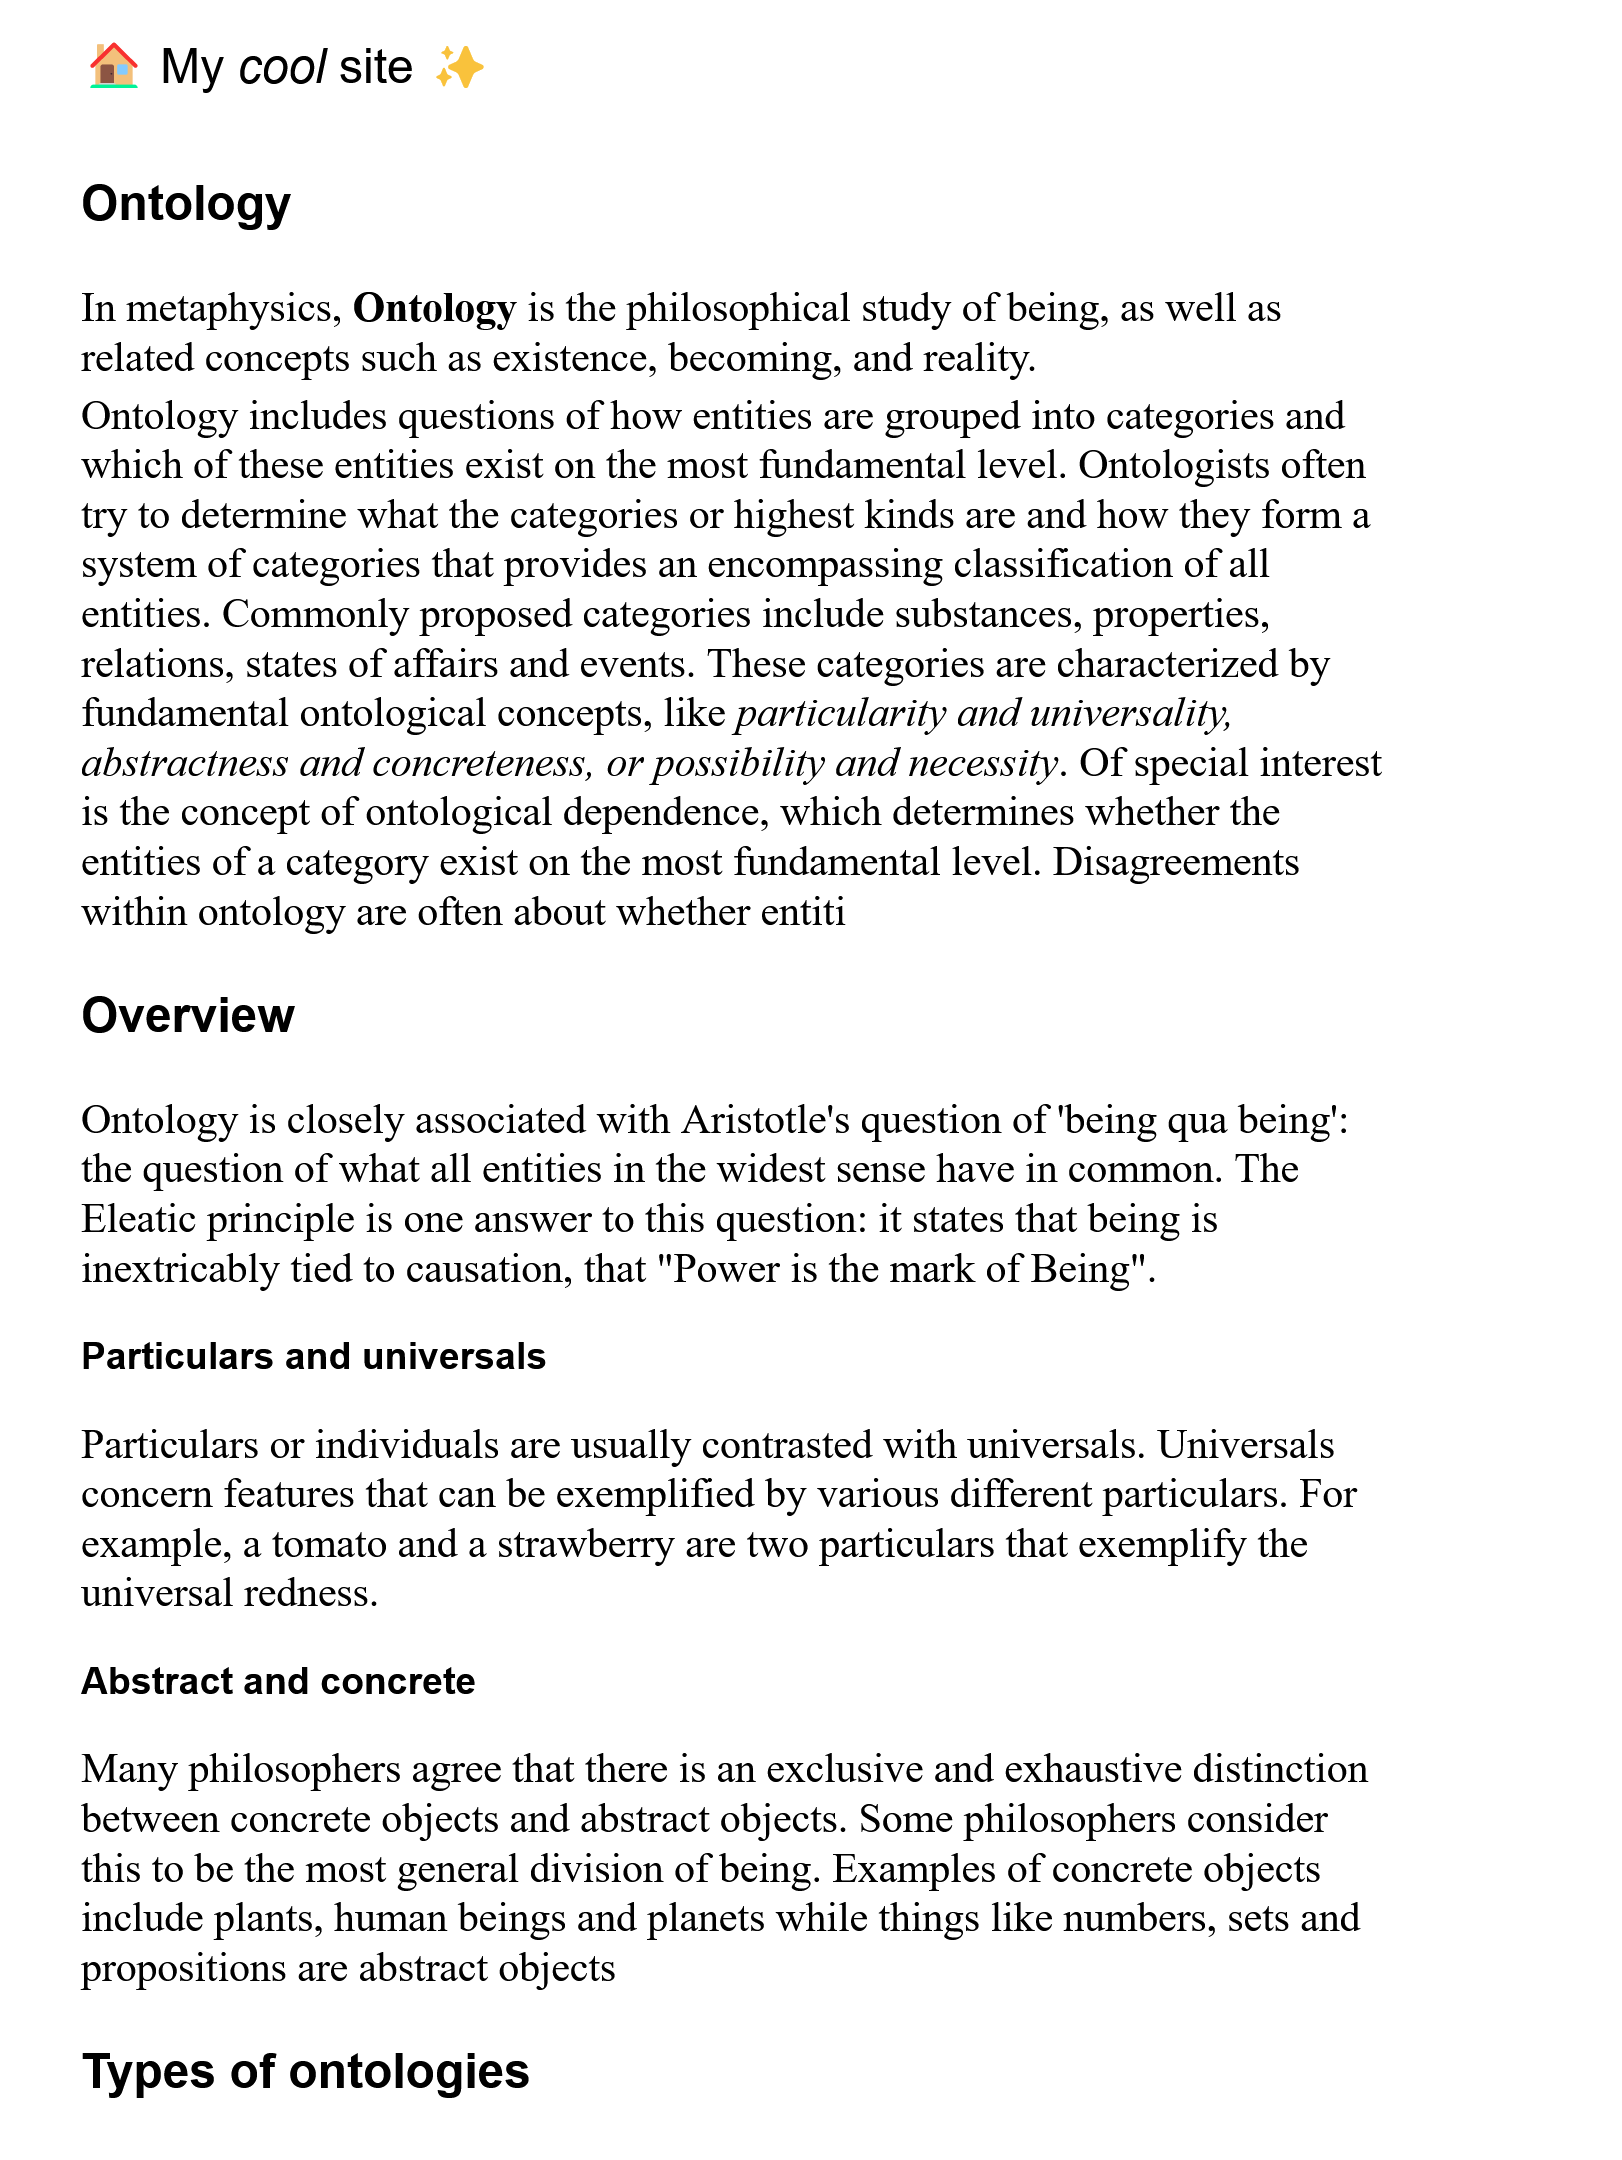 🏠 My cool site ✨
Ontology
In metaphysics, Ontology is the philosophical study of being, as well as
related concepts such as existence, becoming, and reality.
Ontology includes questions of how entities are grouped into categories and
which of these entities exist on the most fundamental level. Ontologists often
try to determine what the categories or highest kinds are and how they form a
system of categories that provides an encompassing classification of all
entities. Commonly proposed categories include substances, properties,
relations, states of affairs and events. These categories are characterized by
fundamental ontological concepts, like particularity and universality,
abstractness and concreteness, or possibility and necessity. Of special interest
is the concept of ontological dependence, which determines whether the
entities of a category exist on the most fundamental level. Disagreements
within ontology are often about whether entiti
Overview
Ontology is closely associated with Aristotle's question of 'being qua being':
the question of what all entities in the widest sense have in common. The
Eleatic principle is one answer to this question: it states that being is
inextricably tied to causation, that "Power is the mark of Being".
Particulars and universals
Particulars or individuals are usually contrasted with universals. Universals
concern features that can be exemplified by various different particulars. For
example, a tomato and a strawberry are two particulars that exemplify the
universal redness.
Abstract and concrete
Many philosophers agree that there is an exclusive and exhaustive distinction
between concrete objects and abstract objects. Some philosophers consider
this to be the most general division of being. Examples of concrete objects
include plants, human beings and planets while things like numbers, sets and
propositions are abstract objects
Types of ontologies